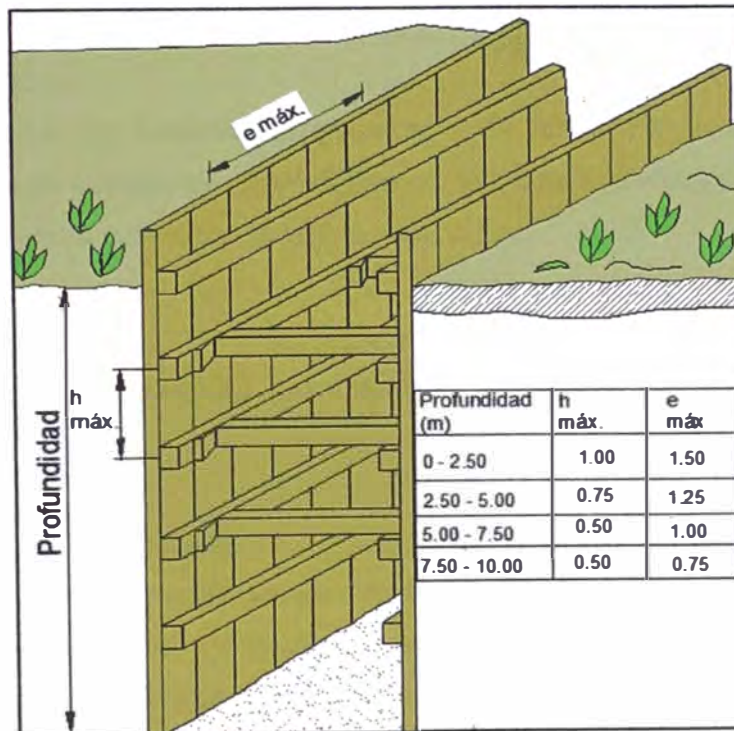 e máx.
h
máx.
Profundidad
Profundidad (m) h máx. e máx
0 - 2.50 1.00 1.50
2.50 - 5.00 0.75 1.25
5.00 - 7.50 0.50 1.00
7.50 - 10.00 0.50 0.75